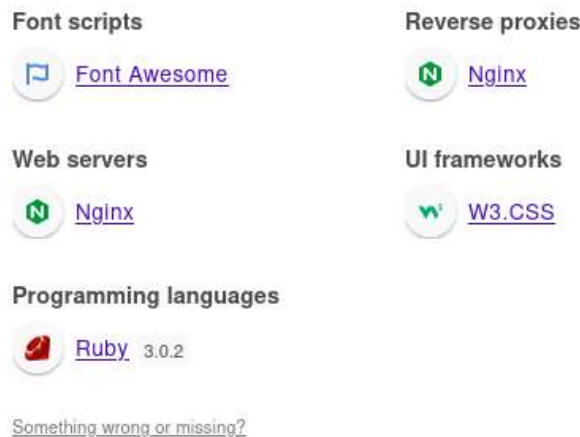 Font scripts
Font Awesome
Reverse proxies
Nginx
Web servers
Nginx
UI frameworks
W3.CSS
Programming languages
Ruby 3.0.2
Something wrong or missing?